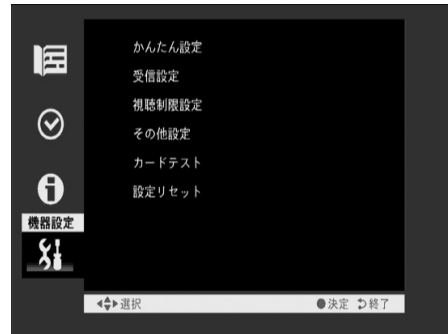 かんたん設定
受信設定
視聴制限設定
その他設定
カードテスト
設定リセット
機器設定
選択 ●決定 終了